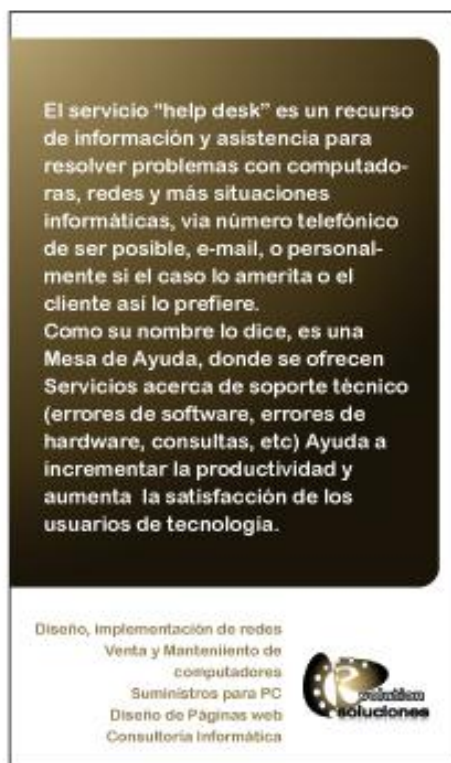 El servicio "help desk" es un recurso
de información y asistencia para
resolver problemas con computado-
ras, redes y más situaciones
informáticas, via número telefónico
de ser posible, e-mail, o personal-
mente si el caso lo amerita o el
cliente así lo prefiere.
Como su nombre lo dice, es una
Mesa de Ayuda, donde se ofrecen
Servicios acerca de soporte técnico
(errores de software, errores de
hardware, consultas, etc) Ayuda a
incrementar la productividad y
aumenta la satisfacción de los
usuarios de tecnologia.
Diseño, implementación de redes
Venta y Manteniiento de
computadores
Suministros para PC
Diseño de Páginas web
Consultoría Informática
R volution
soluciones